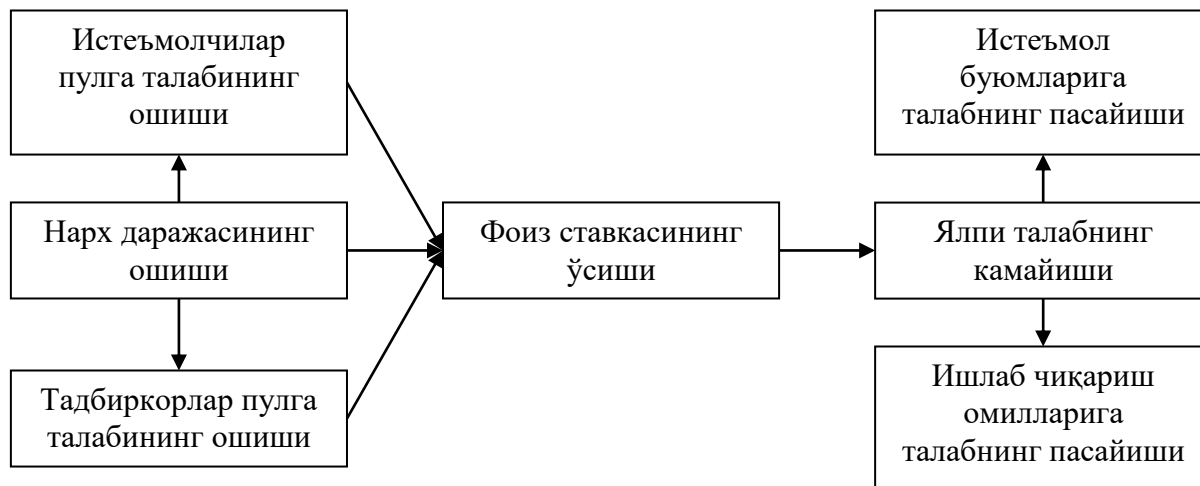 Истеъмолчилар
пулга талабининг
ошиши
Нарх даражасининг
ошиши
Тадбиркорлар пулга
талабининг ошиши
Фоиз ставкасининг
ўсиши
Истеъмол
буюмларига
талабнинг пасайиши
Ялпи талабнинг
камайиши
Ишлаб чиқариш
омилларига
талабнинг пасайиши